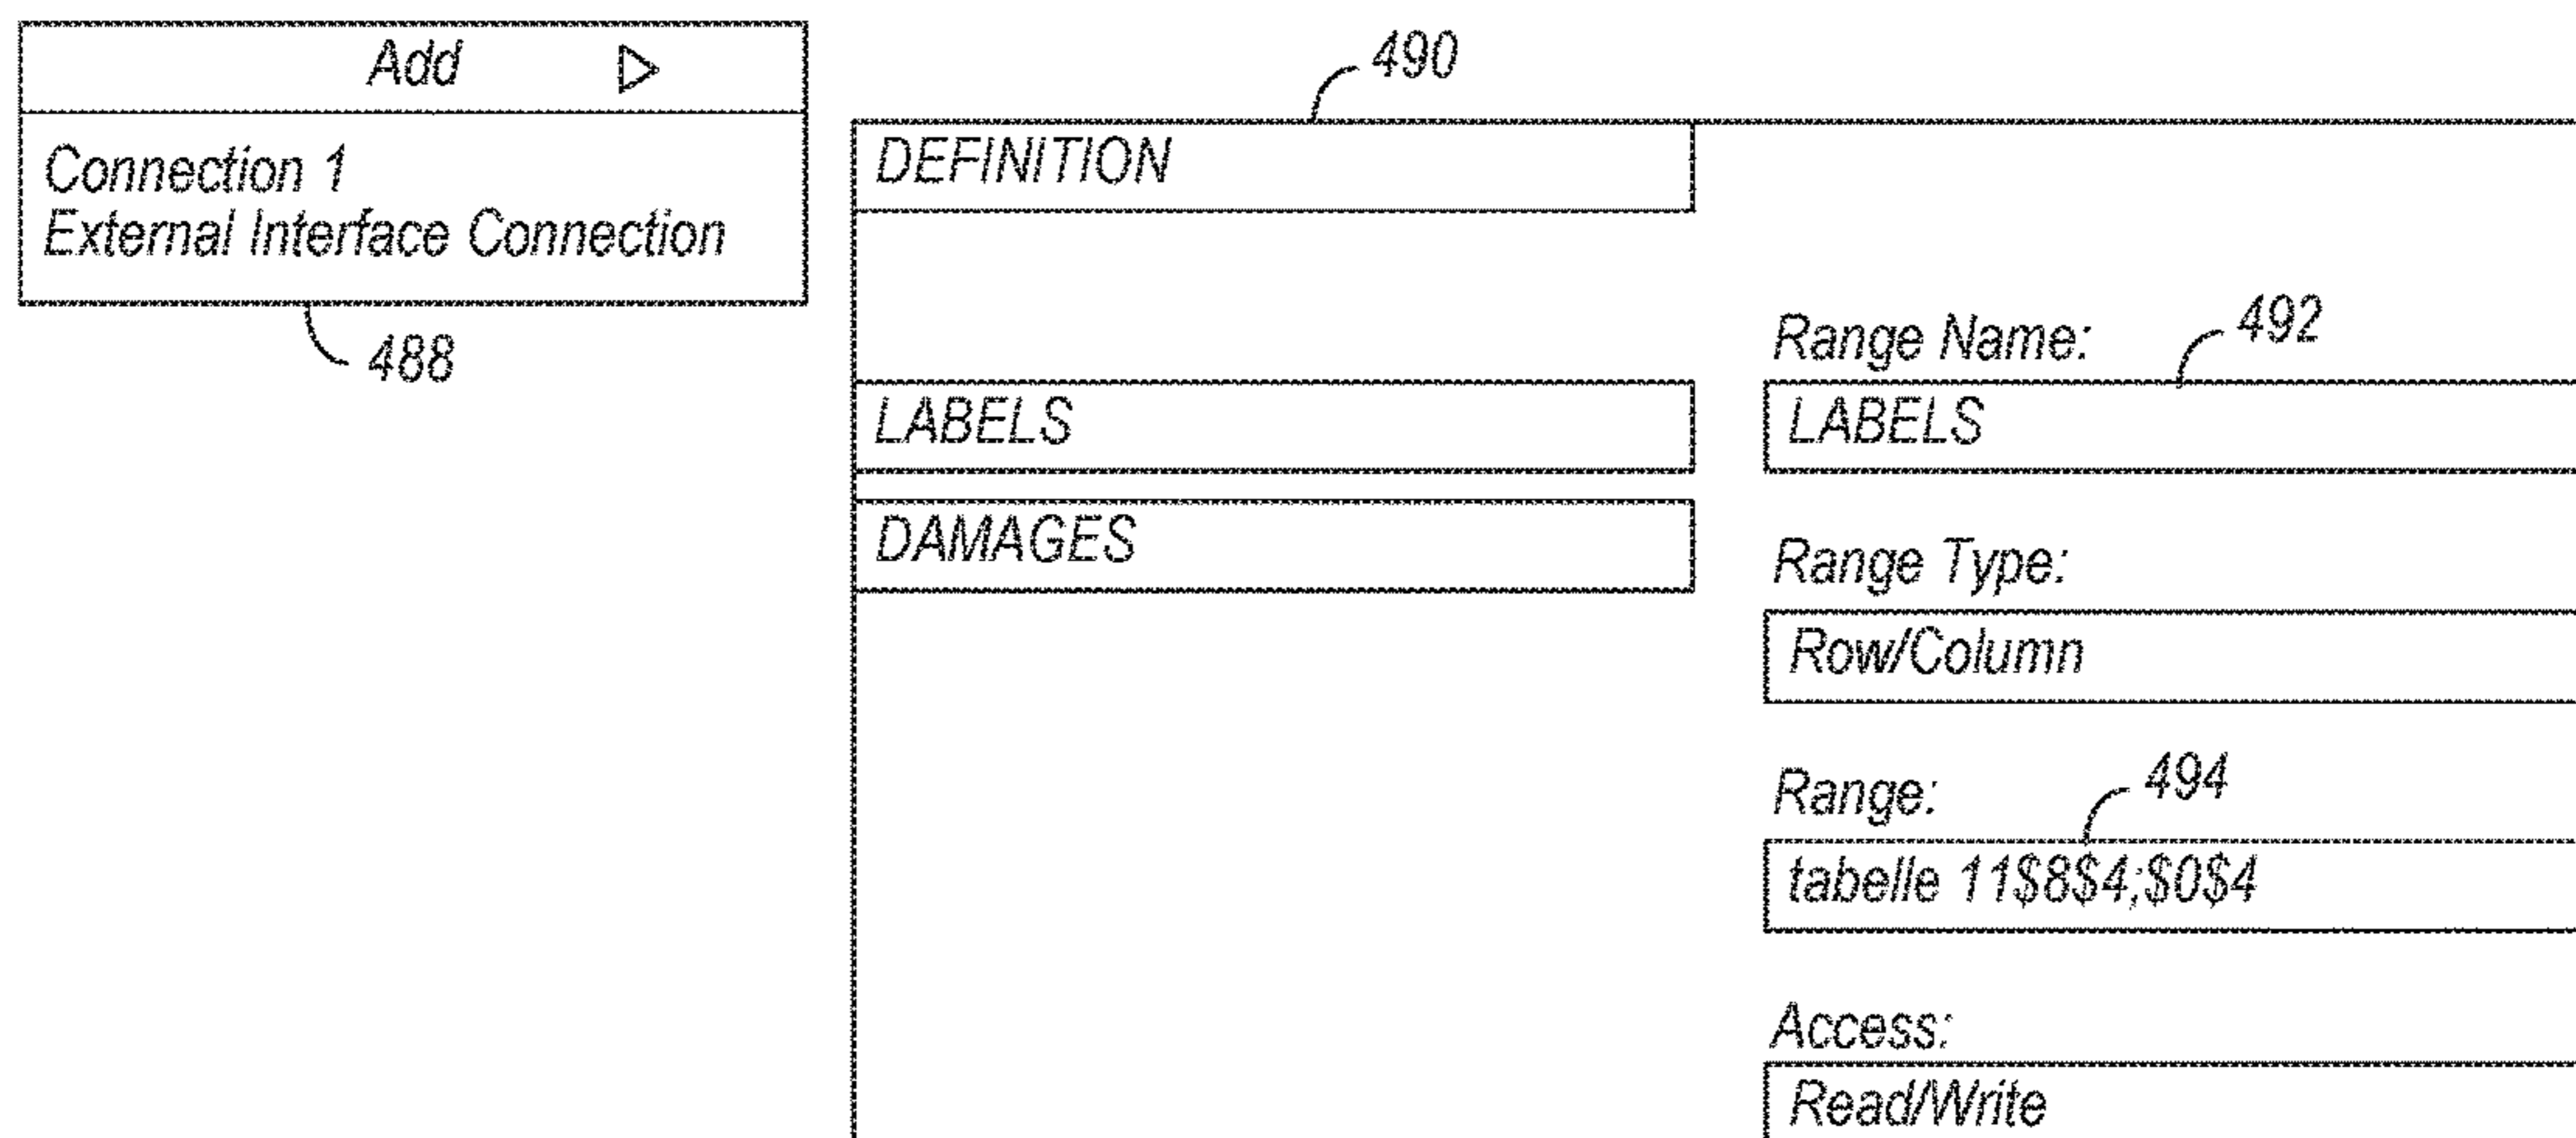 Add
Connection 1
External Interface Connection
488
490
DEFINITION
LABELS
DAMAGES
Range Name:
492
LABELS
Range Type:
Row/Column
Range:
494
tabelle 11$8$4;$0$4
Access:
Read/Write